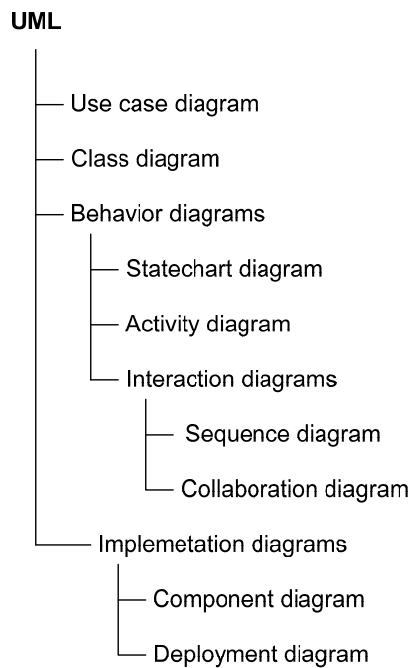 UML
Use case diagram
Class diagram
Behavior diagrams
Statechart diagram
Activity diagram
Interaction diagrams
Sequence diagram
Collaboration diagram
Implemetation diagrams
Component diagram
Deployment diagram